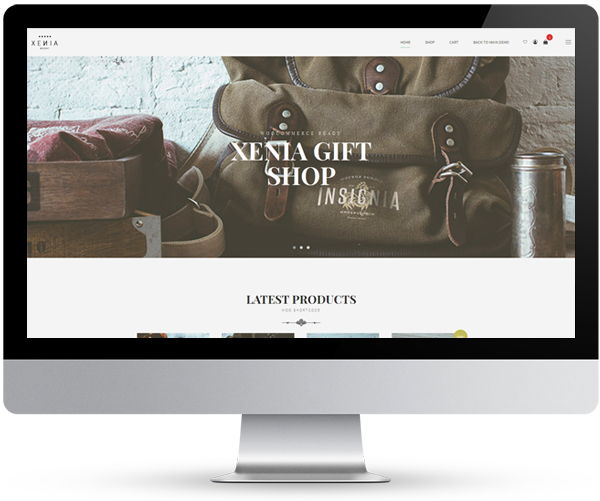 XENIA
HOME SHOP CART BACK TO MAIN DEMO
WOOCOMMERCE READY
XENIA GIFT
SHOP
INSIGNIA
LATEST PRODUCTS